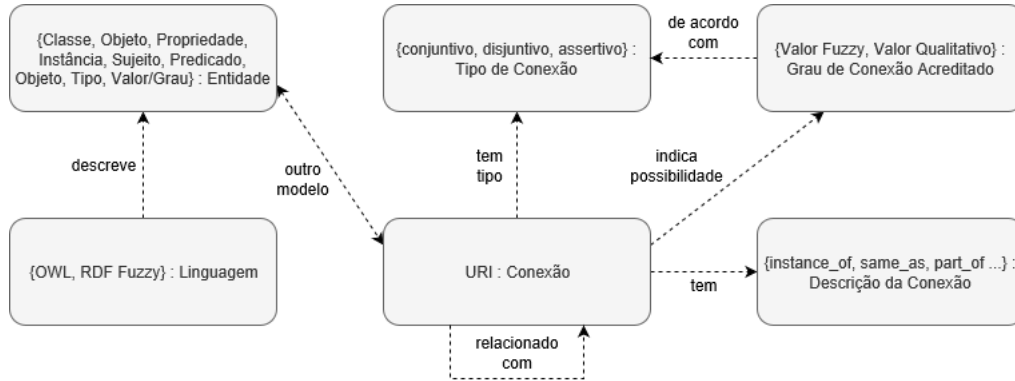 {Classe, Objeto, Propriedade,
Instância, Sujeito, Predicado,
Objeto, Tipo, Valor/Grau} : Entidade
{conjuntivo, disjuntivo, assertivo} :
Tipo de Conexão
de acordo
com
{Valor Fuzzy, Valor Qualitativo} :
Grau de Conexão Acreditado
descreve
outro
modelo
tem
tipo
indica
possibilidade
{OWL, RDF Fuzzy} : Linguagem
URI : Conexão
tem
{instance_of, same_as, part_of ...} :
Descrição da Conexão
relacionado
com